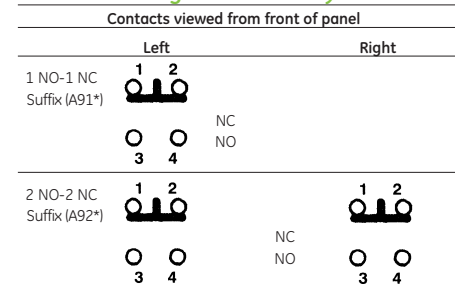 Contacts viewed from front of panel
Left Right
1 NO-1 NC
Suffix (A91*)
1 2
NC
NO
3 4
2 NO-2 NC
Suffix (A92*)
1 2 1 2
NC
NO
3 4 3 4